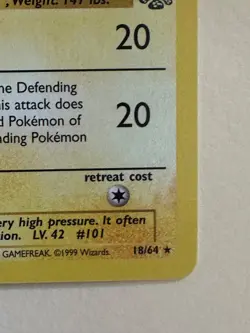 , Weight: 147 lbs.
20
he Defending
his attack does
d Pokémon of
nding Pokémon
20
retreat cost
ery high pressure. It often
ion. LV. 42 #101
GAMEFREAK. ©1999 Wizards. 18/64 ★